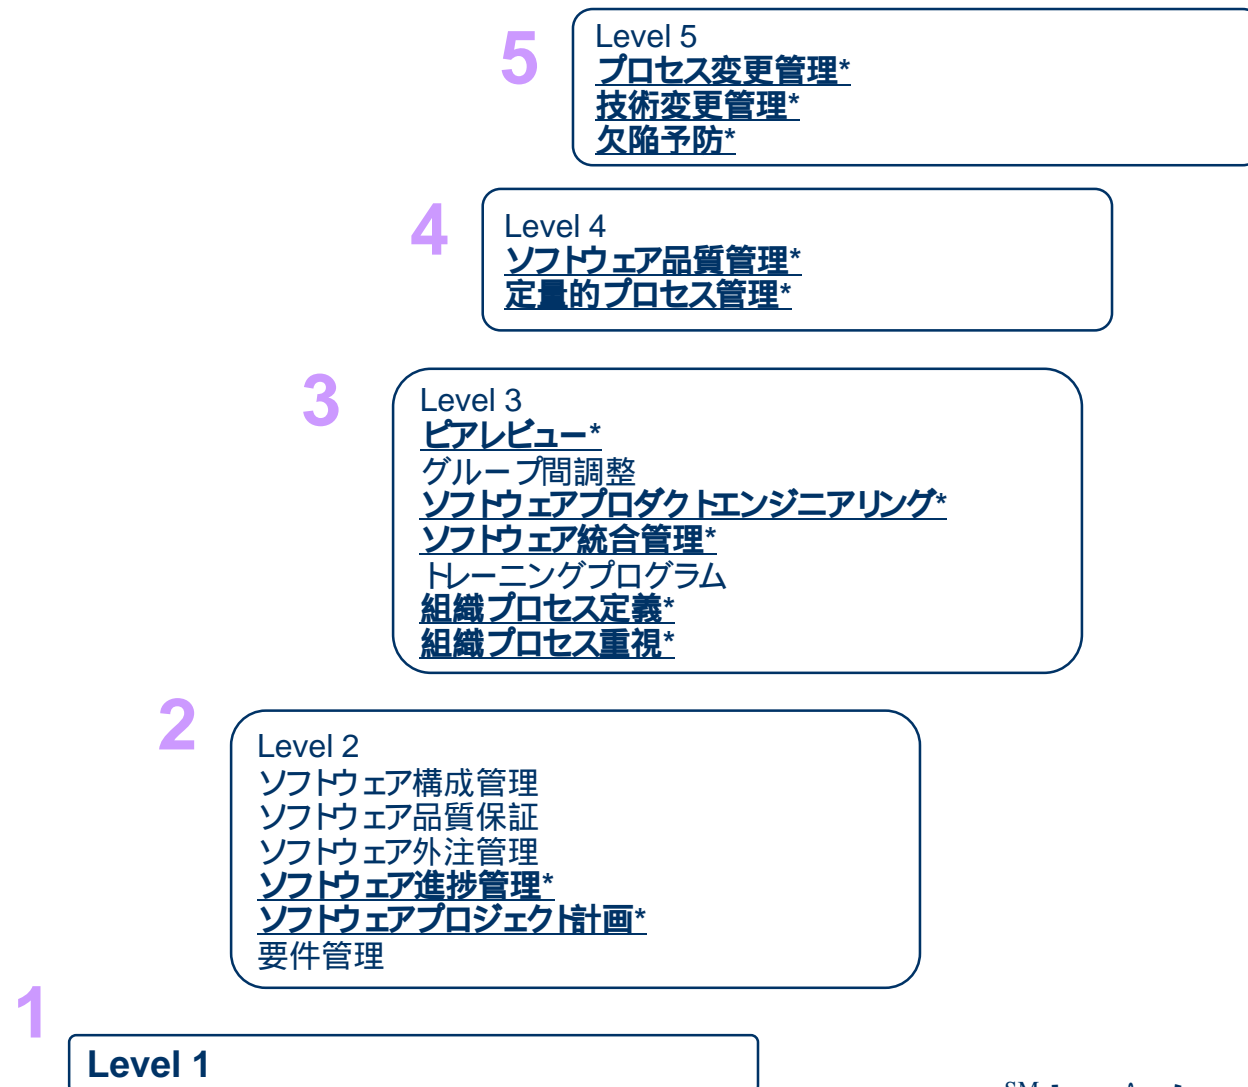 5
Level 5
プロセス変更管理*
技術変更管理*
欠陥予防*
4
Level 4
ソフトウェア品質管理*
定量的プロセス管理*
3
Level 3
ピアレビュー*
グループ間調整
ソフトウェアプロダクトエンジニアリング*
ソフトウェア統合管理*
トレーニングプログラム
組織プロセス定義*
組織プロセス重視*
2
Level 2
ソフトウェア構成管理
ソフトウェア品質保証
ソフトウェア外注管理
ソフトウェア進捗管理*
ソフトウェアプロジェクト計画*
要件管理
1
Level 1
SM